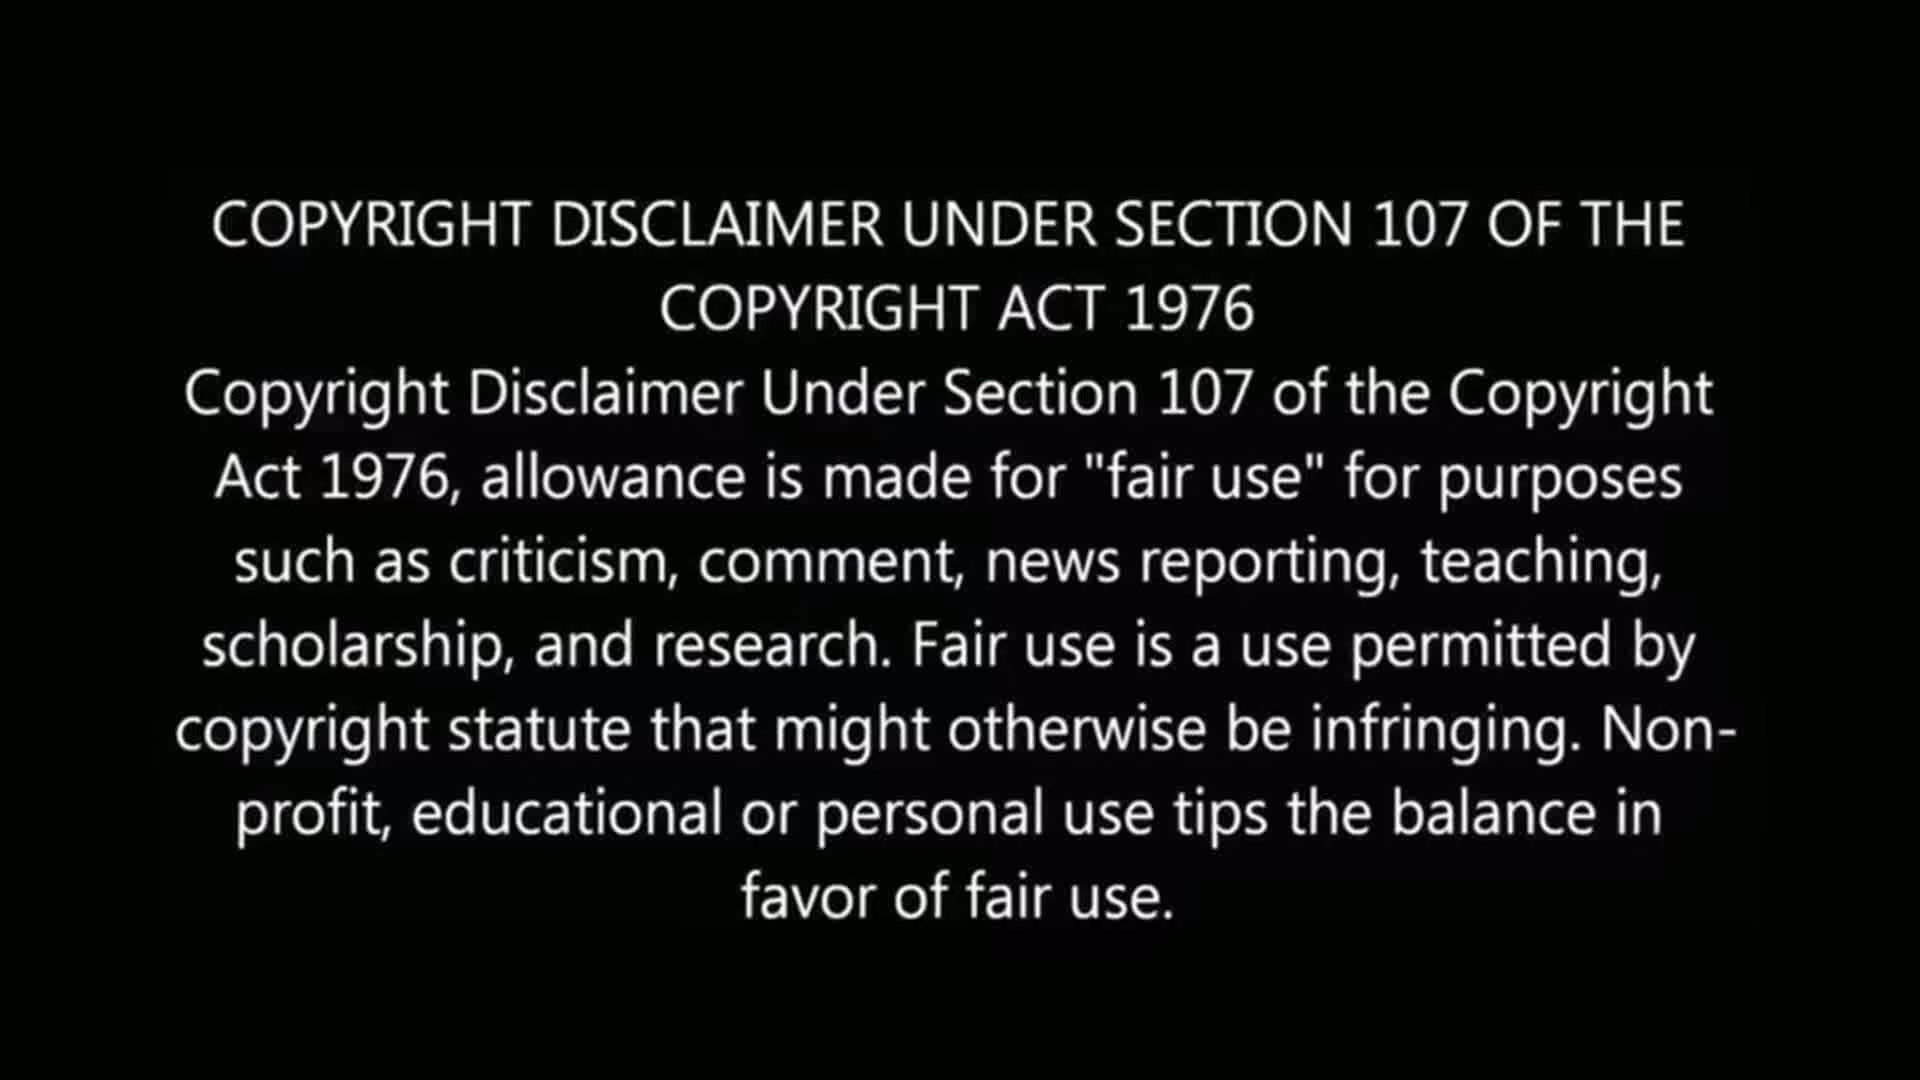 COPYRIGHT DISCLAIMER UNDER SECTION 107 OF THE
COPYRIGHT ACT 1976
Copyright Disclaimer Under Section 107 of the Copyright
Act 1976, allowance is made for "fair use" for purposes
such as criticism, comment, news reporting, teaching,
scholarship, and research. Fair use is a use permitted by
copyright statute that might otherwise be infringing. Non-
profit, educational or personal use tips the balance in
favor of fair use.